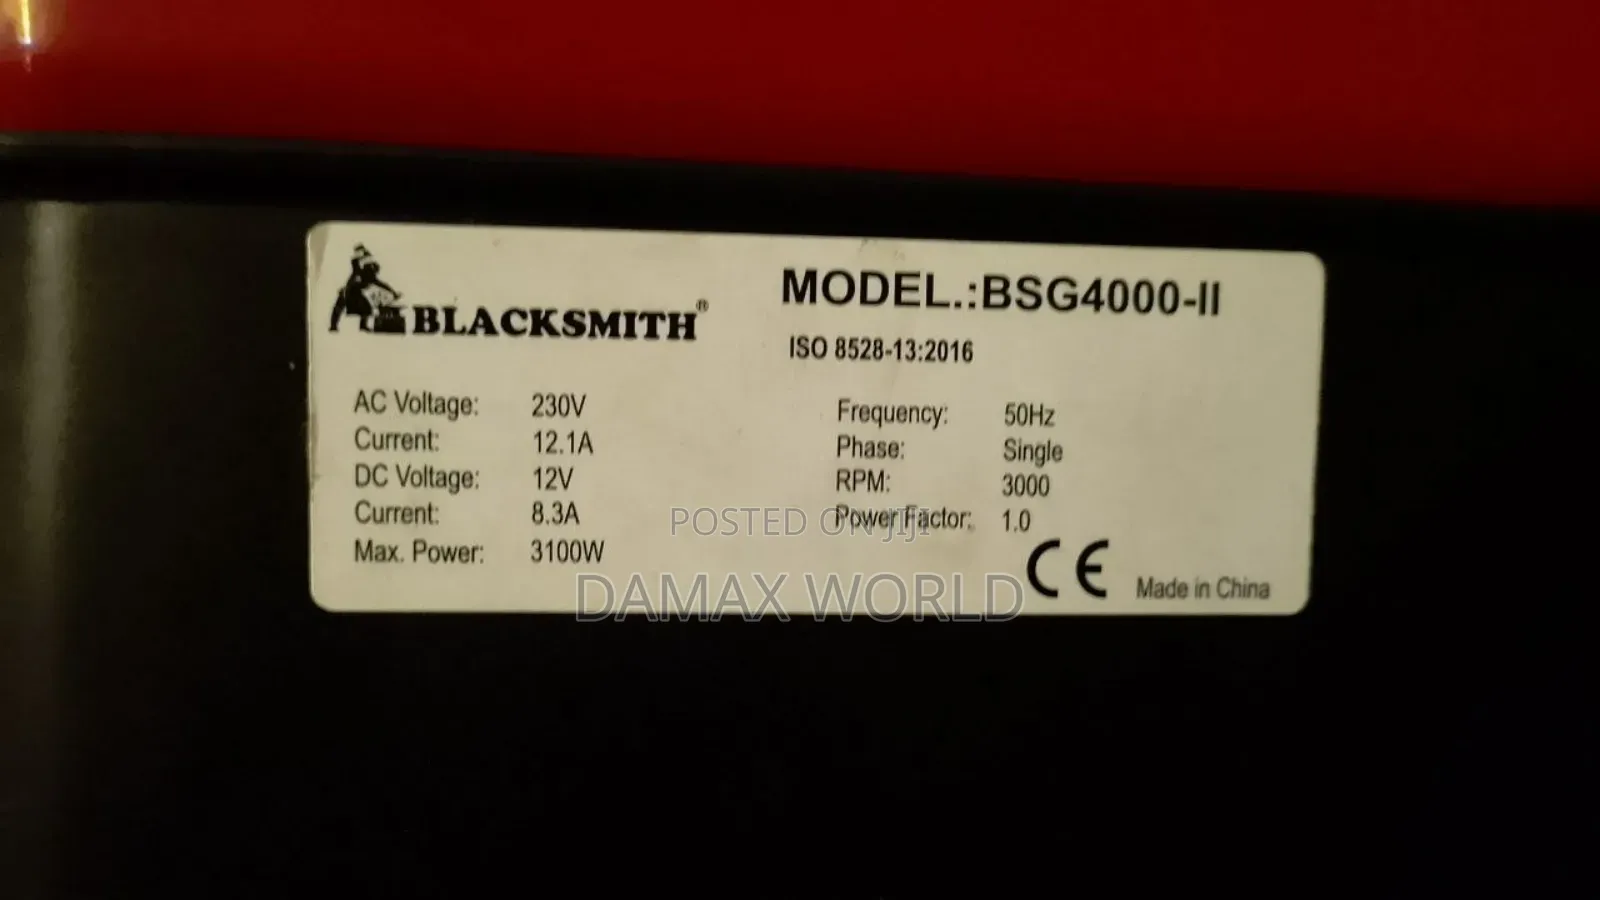 BLACKSMITH®
MODEL.:BSG4000-II
ISO 8528-13:2016
AC Voltage: 230V
Current: 12.1A
DC Voltage: 12V
Current: 8.3A
Max. Power: 3100W
Frequency: 50Hz
Phase: Single
RPM: 3000
Power Factor: 1.0
CE
Made in China
POSTED ON JIJI
DAMAX WORLD